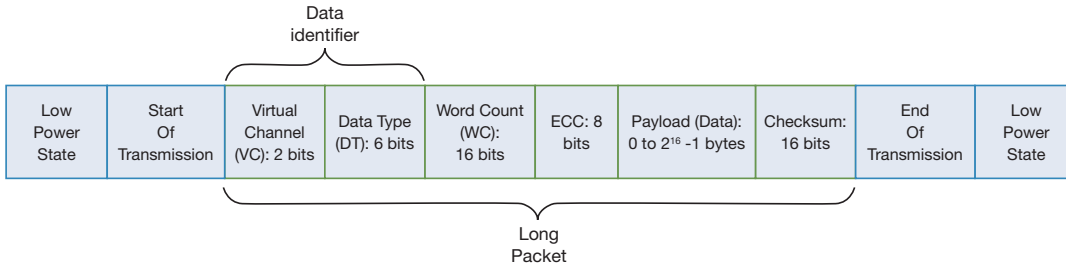 Data
identifier
Low
Power
State
Start
Of
Transmission
Virtual
Channel
(VC): 2 bits
Data Type
(DT): 6 bits
Word Count
(WC):
16 bits
ECC: 8
bits
Payload (Data):
0 to 2¹⁶ -1 bytes
Checksum:
16 bits
End
Of
Transmission
Low
Power
State
Long
Packet